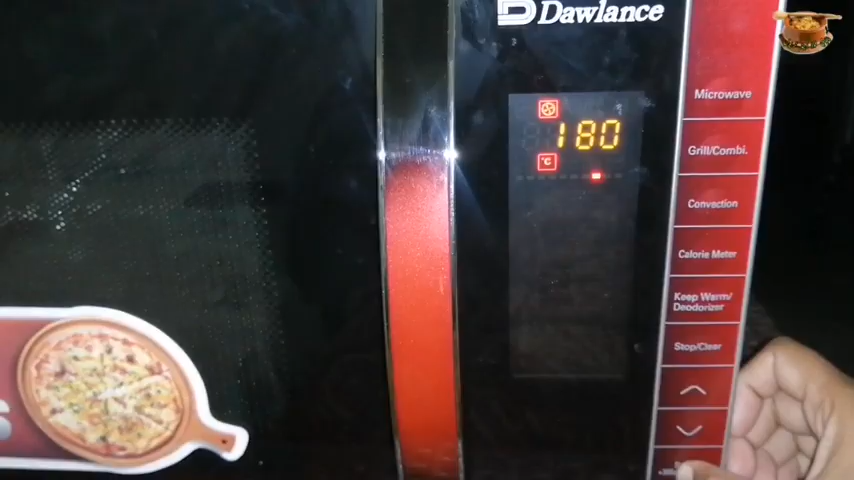 Dawlance
180
°C
Microwave
Grill/Combi.
Convection
Calorie Meter
Keep Warm/
Deodorizer
Stop/Clear